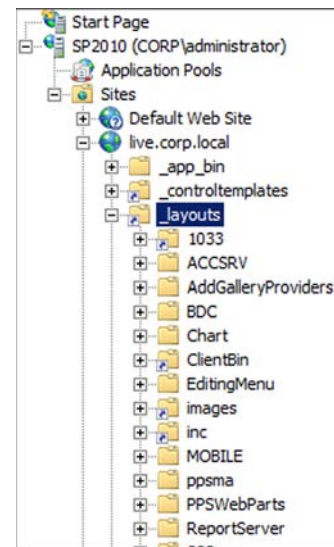 Start Page
SP2010 (CORP\administrator)
Application Pools
Sites
Default Web Site
live.corp.local
_app_bin
_controltemplates
_layouts
1033
ACCSRV
AddGalleryProviders
BDC
Chart
ClientBin
EditingMenu
images
inc
MOBILE
ppsma
PPSWebParts
ReportServer